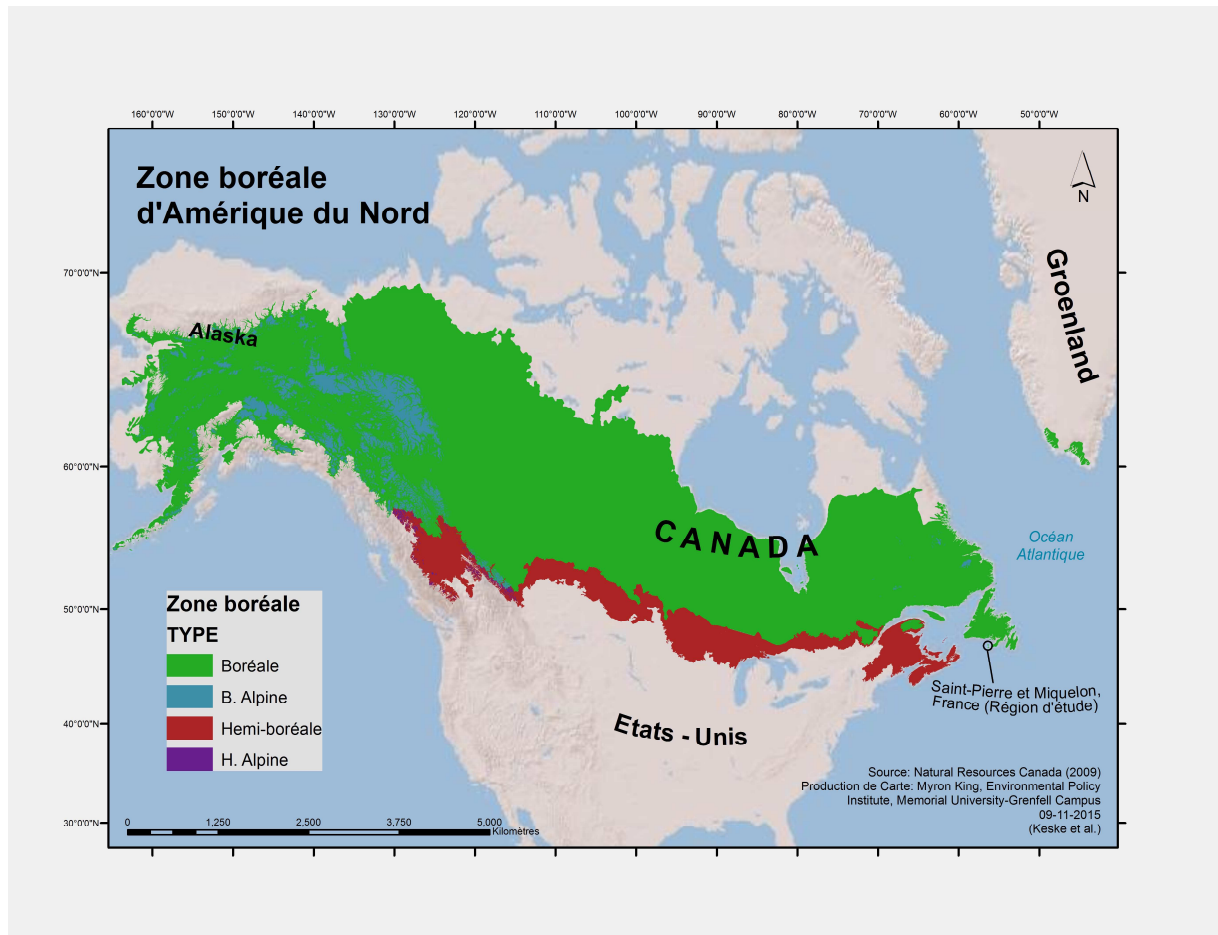 160°0'0"W 150°0'0"W 140°0'0"W 130°0'0"W 120°0'0"W 110°0'0"W 100°0'0"W 90°0'0"W 80°0'0"W 70°0'0"W 60°0'0"W 50°0'0"W
Zone boréale
d'Amérique du Nord
N
70°0'0"N
Groenland
Alaska
60°0'0"N
CANADA
Océan
Atlantique
50°0'0"N
Zone boréale
TYPE
Boréale
B. Alpine
Hemi-boréale
H. Alpine
Saint-Pierre et Miquelon,
France (Région d'étude)
40°0'0"N
Etats - Unis
Source: Natural Resources Canada (2009)
Production de Carte: Myron King, Environmental Policy
Institute, Memorial University-Grenfell Campus
09-11-2015
(Keske et al.)
30°0'0"N
0 1,250 2,500 3,750 5,000
Kilomètres